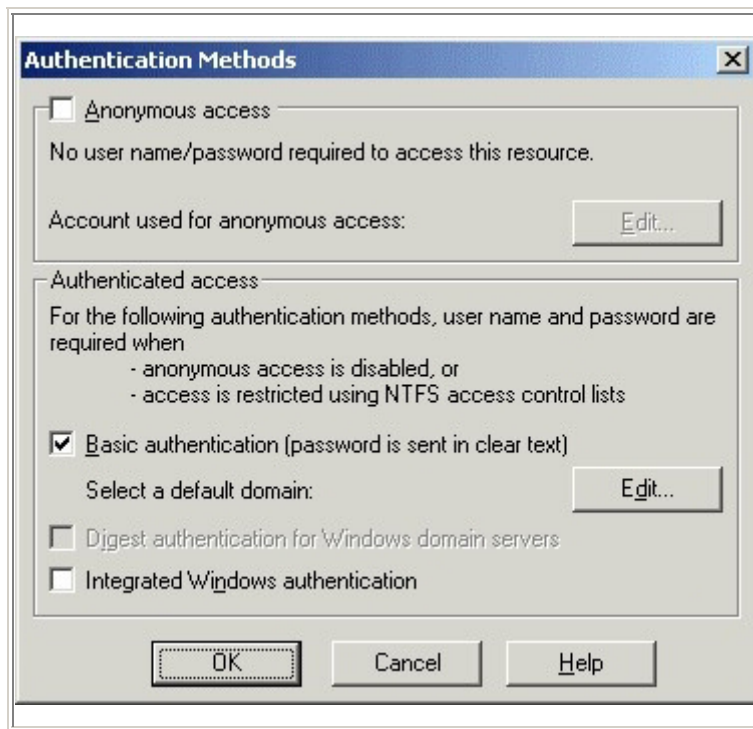 Authentication Methods
Anonymous access
No user name/password required to access this resource.
Account used for anonymous access:
Edit...
Authenticated access
For the following authentication methods, user name and password are
required when
- anonymous access is disabled, or
- access is restricted using NTFS access control lists
Basic authentication (password is sent in clear text)
Select a default domain:
Edit...
Digest authentication for Windows domain servers
Integrated Windows authentication
OK
Cancel
Help